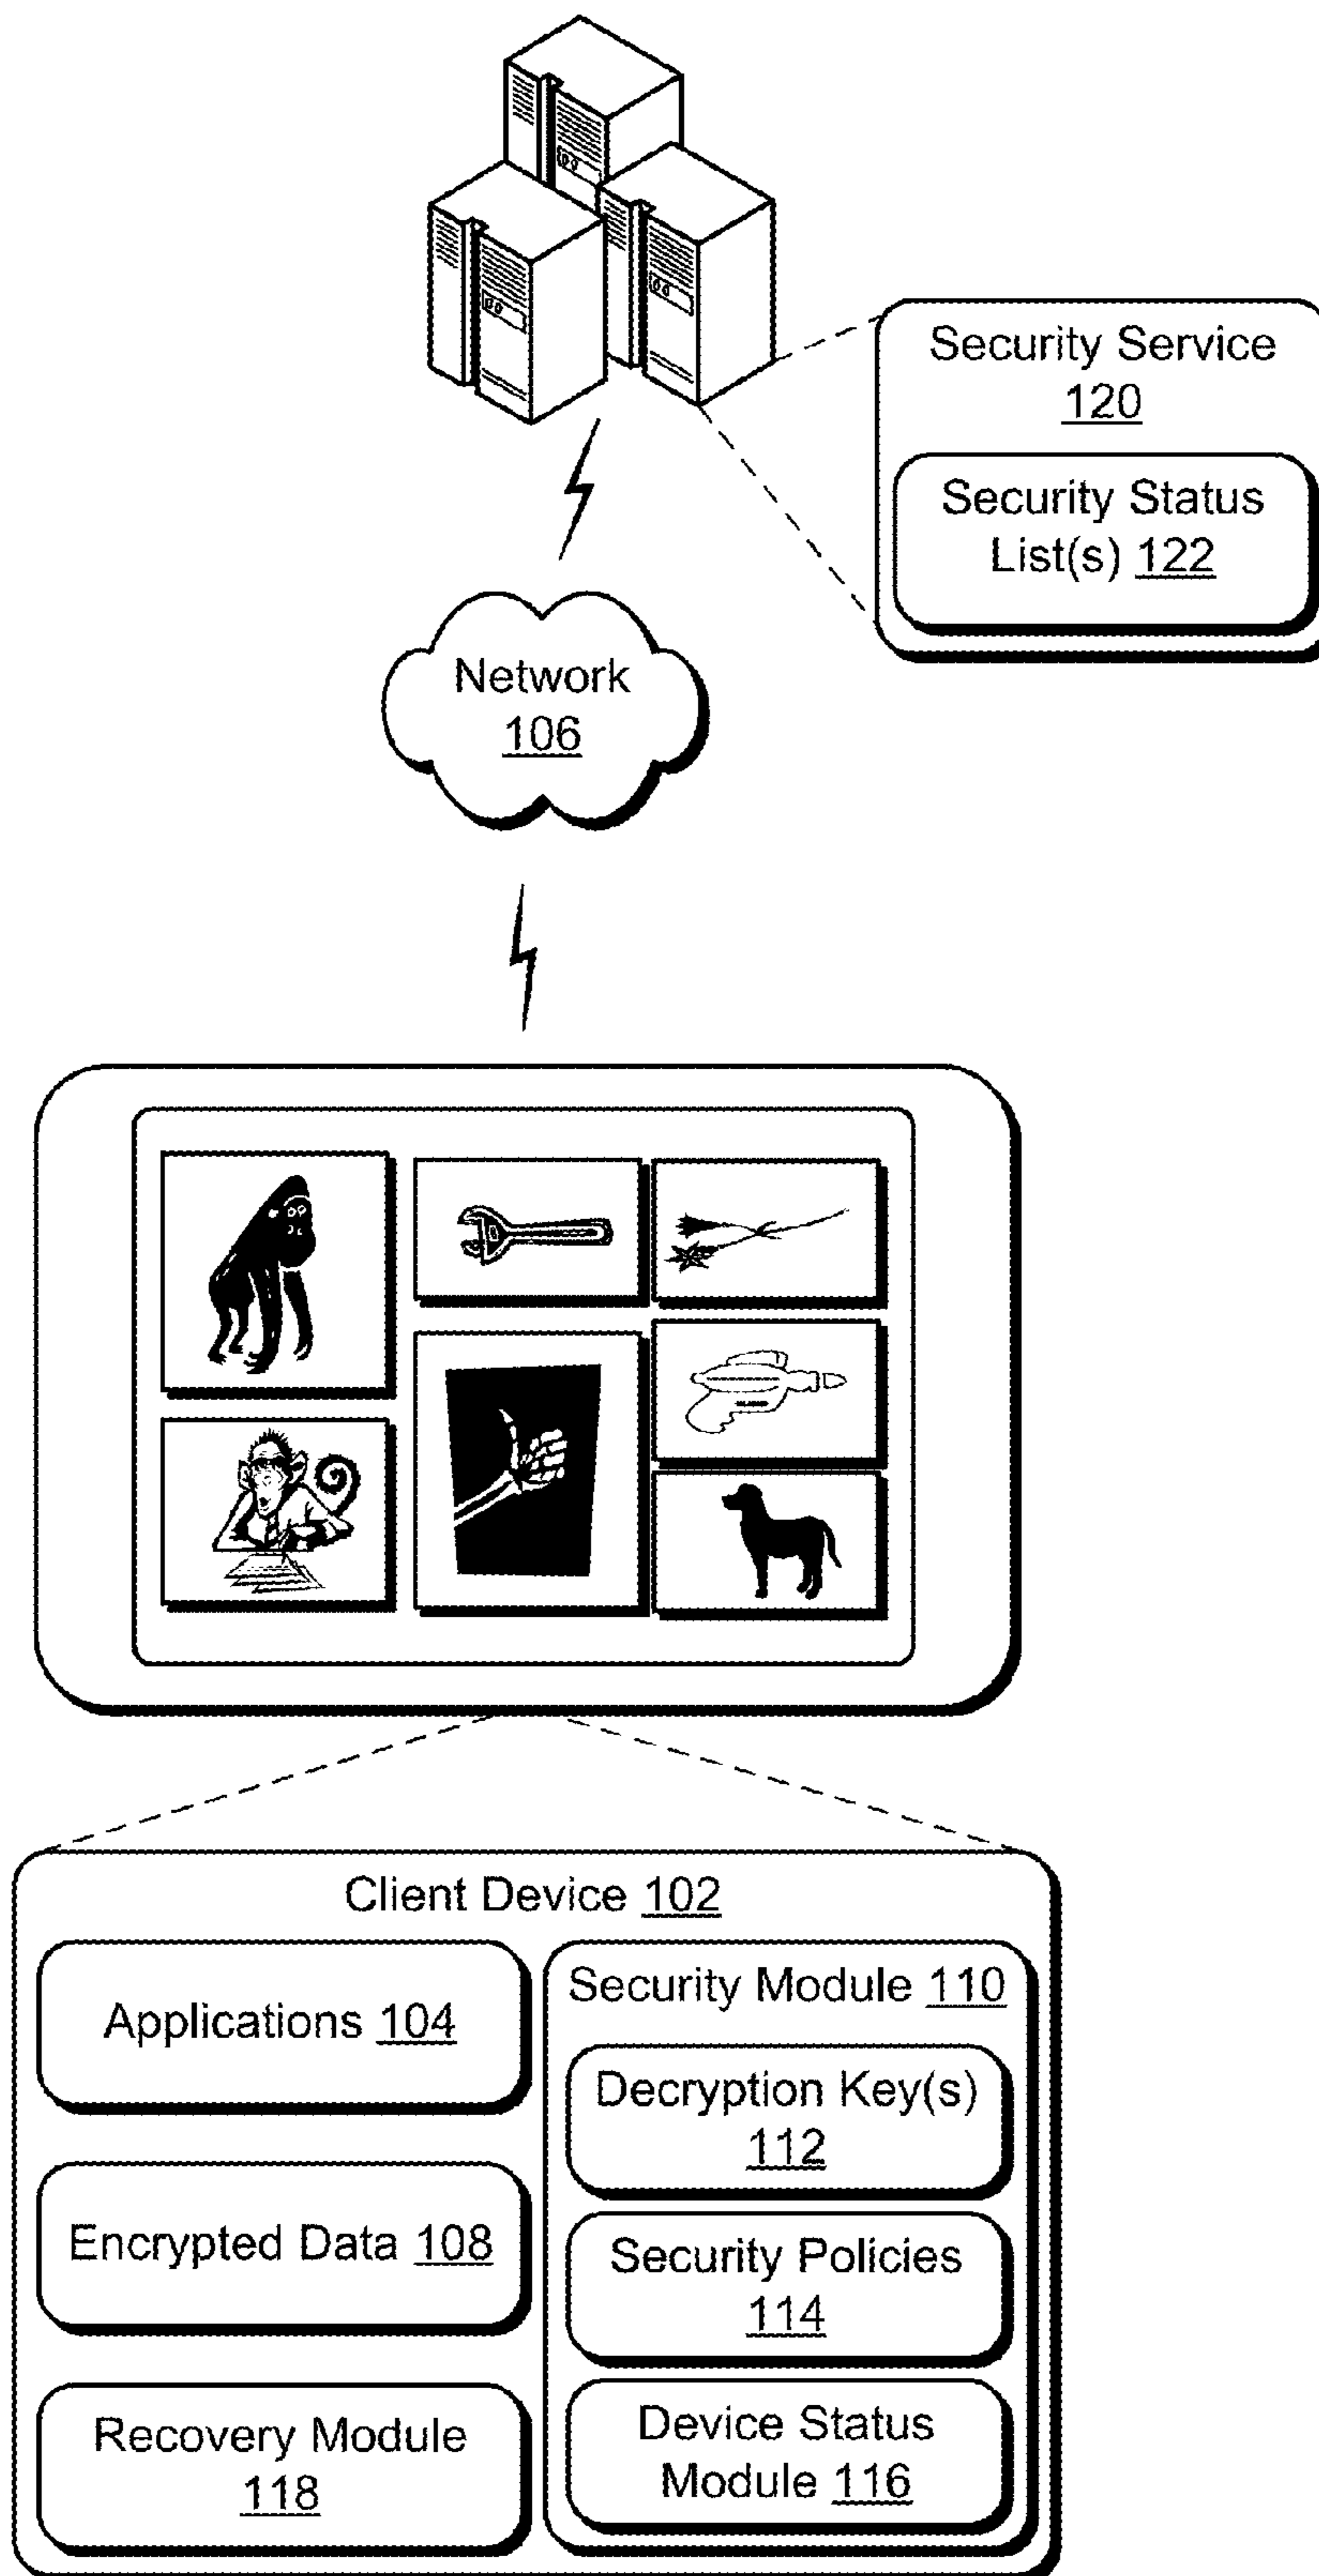 Security Service
120
Security Status
List(s) 122
Network
106
Client Device 102
Applications 104
Encrypted Data 108
Recovery Module
118
Security Module 110
Decryption Key(s)
112
Security Policies
114
Device Status
Module 116